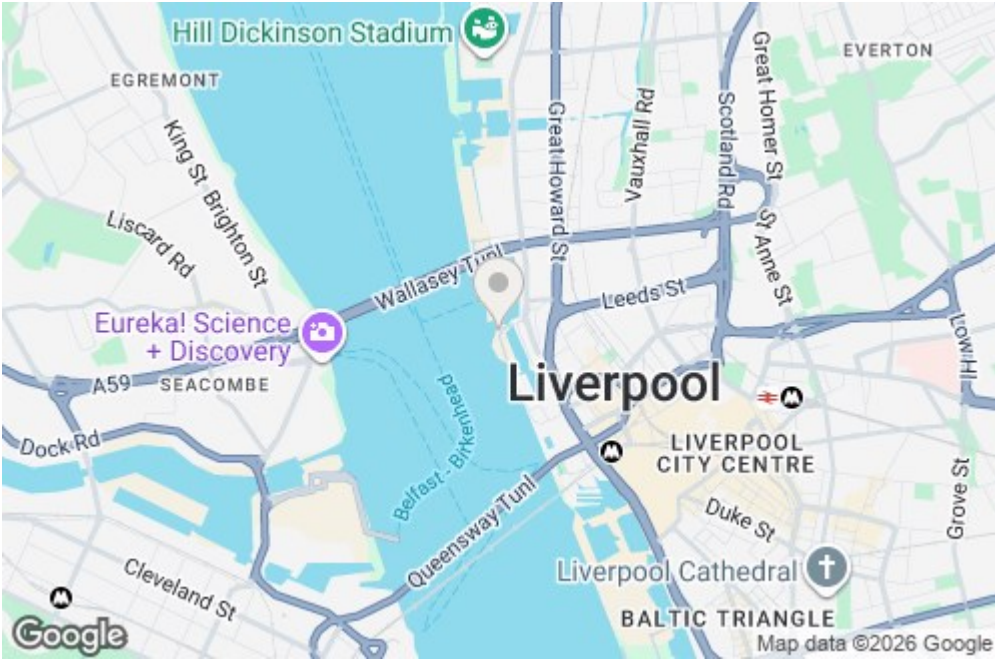 Hill Dickinson Stadium
EVERTON
EGREMONT
Great Homer St
Scotland Rd
Vauxhall Rd
Great Howard St
King St
Brighton St
Liscard Rd
St Anne St
Wallasey Tunl
Leeds St
Eureka! Science
+ Discovery
Low Hl
A59
SEACOMBE
Liverpool
Belfast - Birkenhead
Dock Rd
LIVERPOOL
CITY CENTRE
Grove St
Queensway Tunl
Duke St
Liverpool Cathedral
Cleveland St
BALTIC TRIANGLE
Google
Map data ©2026 Google